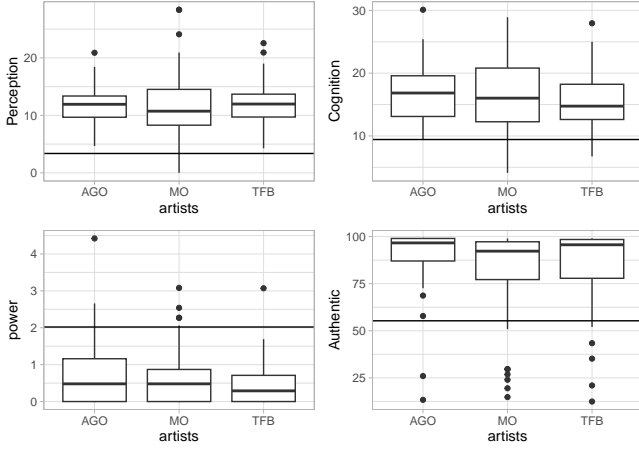 Perception
20
10
0
AGO
MO
TFB
artists
Cognition
30
20
10
AGO
MO
TFB
artists
power
4
3
2
1
0
AGO
MO
TFB
artists
Authentic
100
75
50
25
AGO
MO
TFB
artists